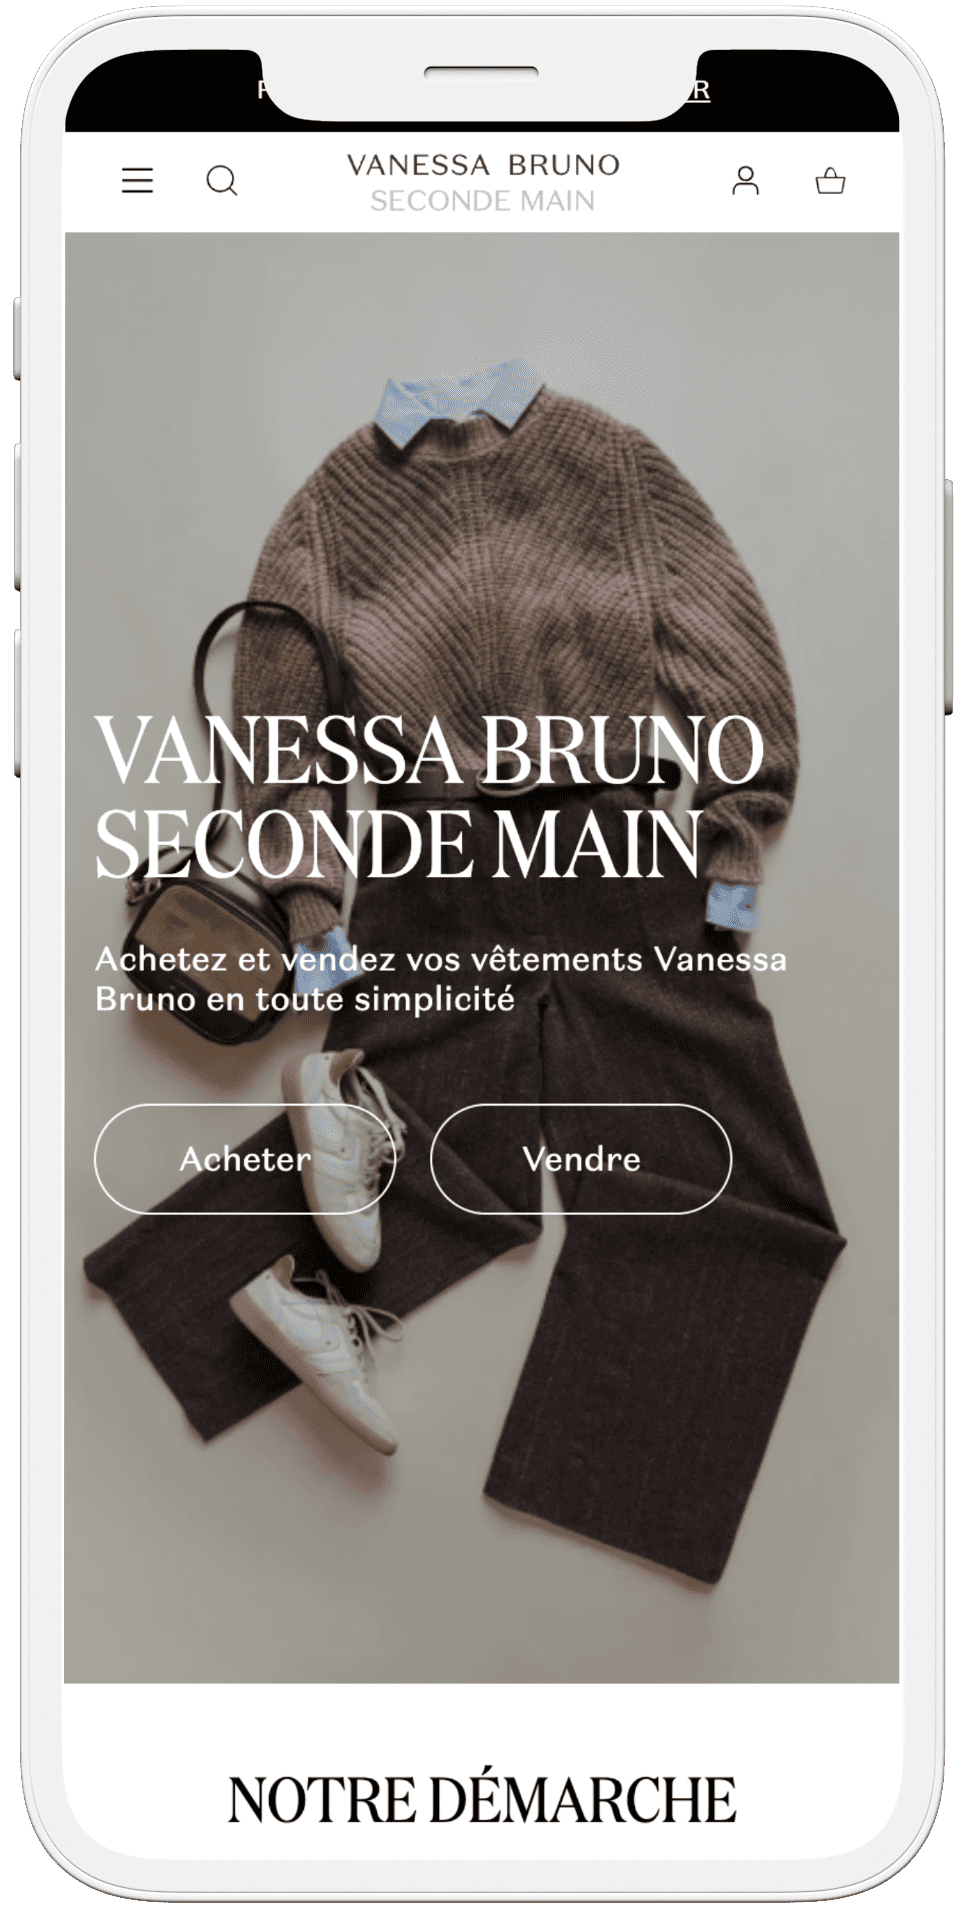 VANESSA BRUNO
SECONDE MAIN
VANESSA BRUNO
SECONDE MAIN
Achetez et vendez vos vêtements Vanessa
Bruno en toute simplicité
Acheter
Vendre
NOTRE DÉMARCHE